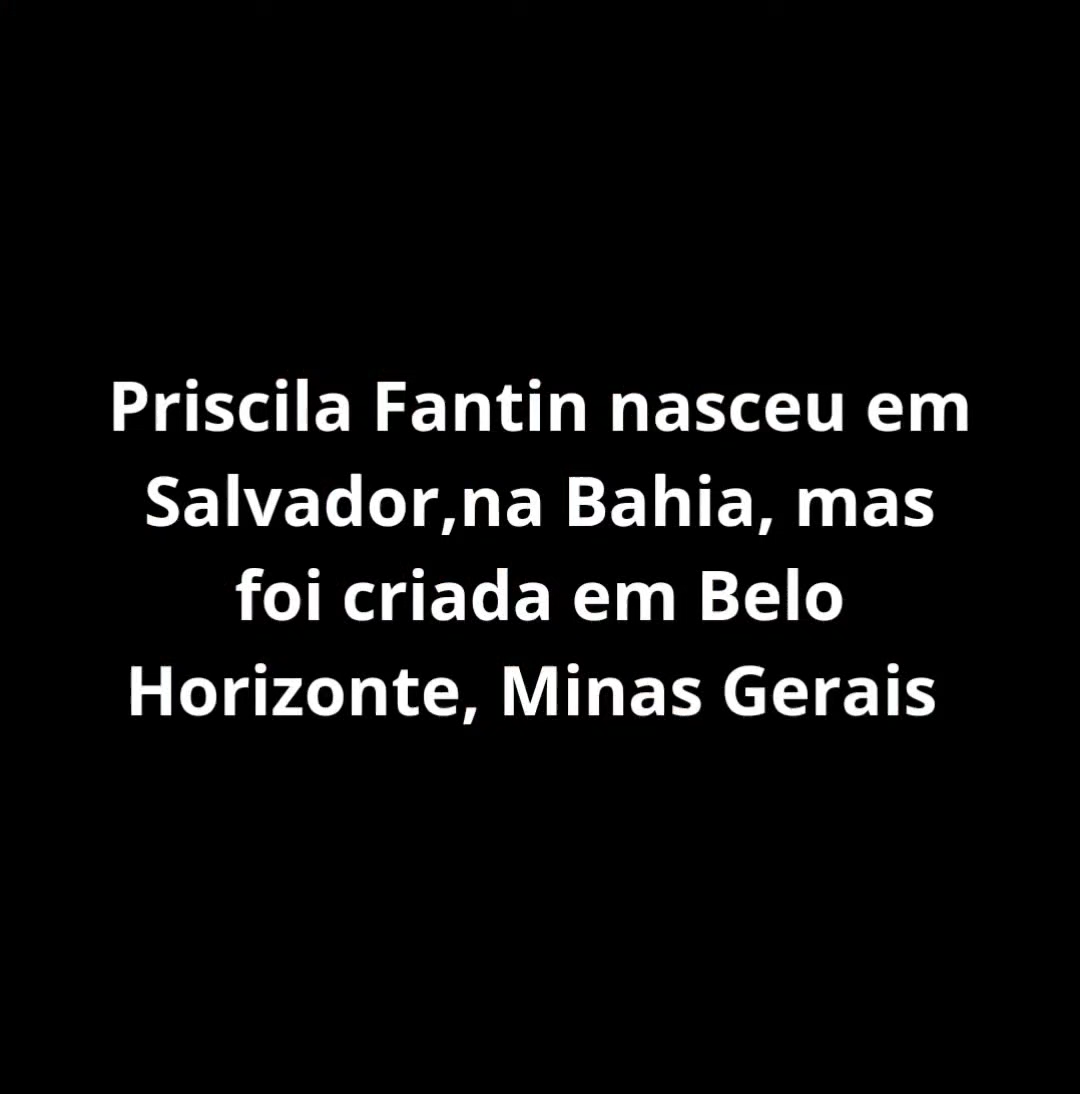 Priscila Fantin nasceu em
Salvador,na Bahia, mas
foi criada em Belo
Horizonte, Minas Gerais